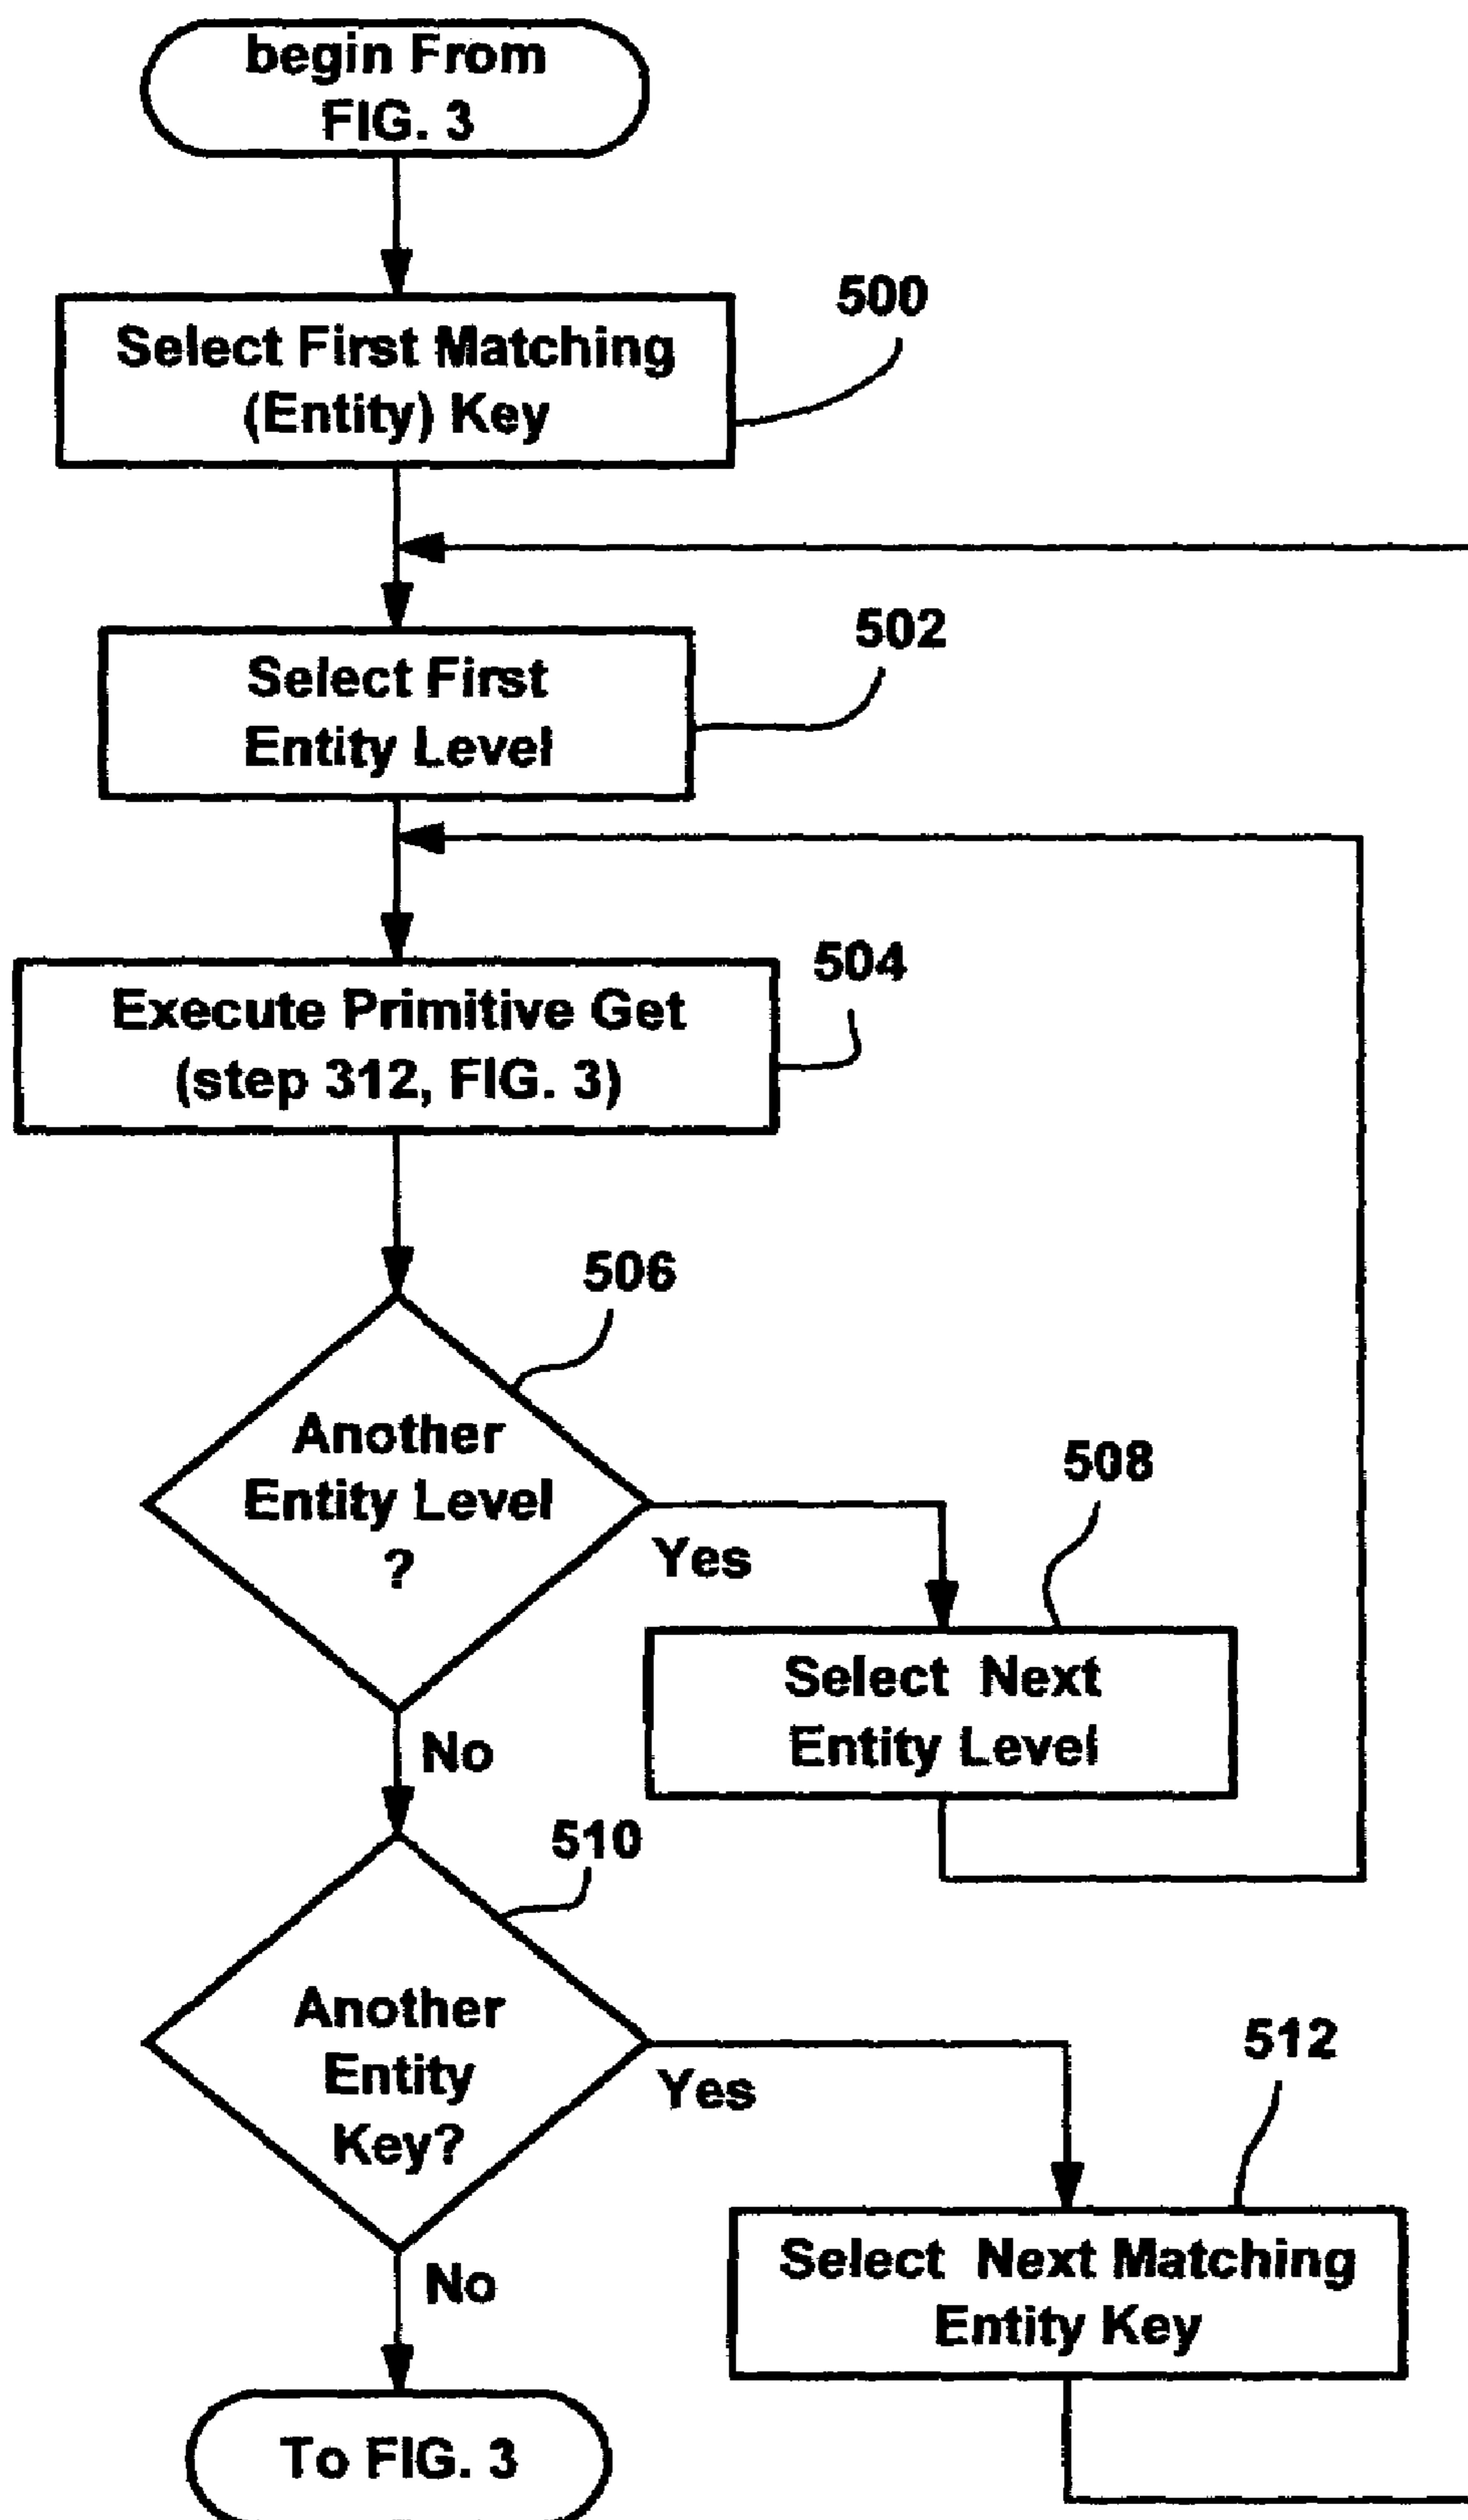 begin From
FIG. 3
500
Select First Matching
(Entity) Key
502
Select First
Entity Level
504
Execute Primitive Get
(step 312, FIG. 3)
506
Another
Entity Level
?
Yes
508
Select Next
Entity Level
No
510
Another
Entity
Key?
Yes
512
Select Next Matching
Entity Key
No
To FIG. 3